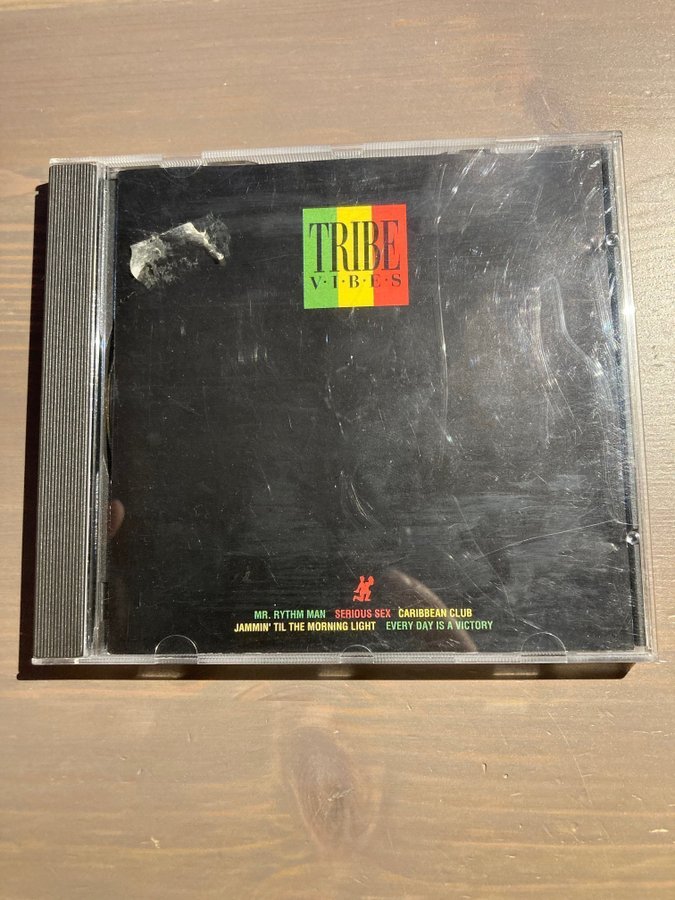 TRIBE
V·I·B·E·S
MR. RYTHM MAN SERIOUS SEX CARIBBEAN CLUB
JAMMIN' TIL THE MORNING LIGHT EVERY DAY IS A VICTORY